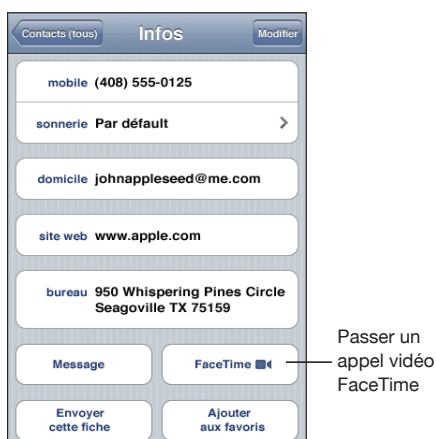 Contacts (tous) Infos Modifier
mobile (408) 555-0125
sonnerie Par défault
domicile johnappleseed@me.com
site web www.apple.com
bureau 950 Whispering Pines Circle
Seagoville TX 75159
Message FaceTime
Envoyer
cette fiche
Ajouter
aux favoris
Passer un
appel vidéo
FaceTime